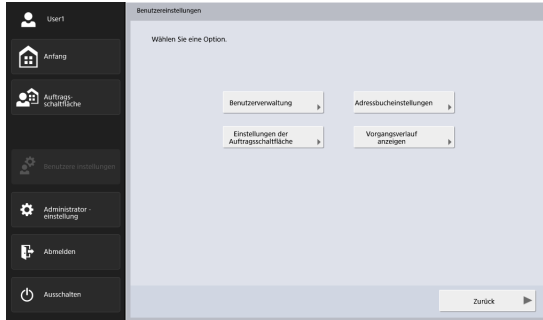 User1
Anfang
Auftrags-
schaltfläche
Benutzere instellungen
Administrator -
einstellung
Abmelden
Ausschalten
Benutzereinstellungen
Wählen Sie eine Option.
Benutzerverwaltung
Adressbucheinstellungen
Einstellungen der
Auftragsschaltfläche
Vorgangsverlauf
anzeigen
Zurück